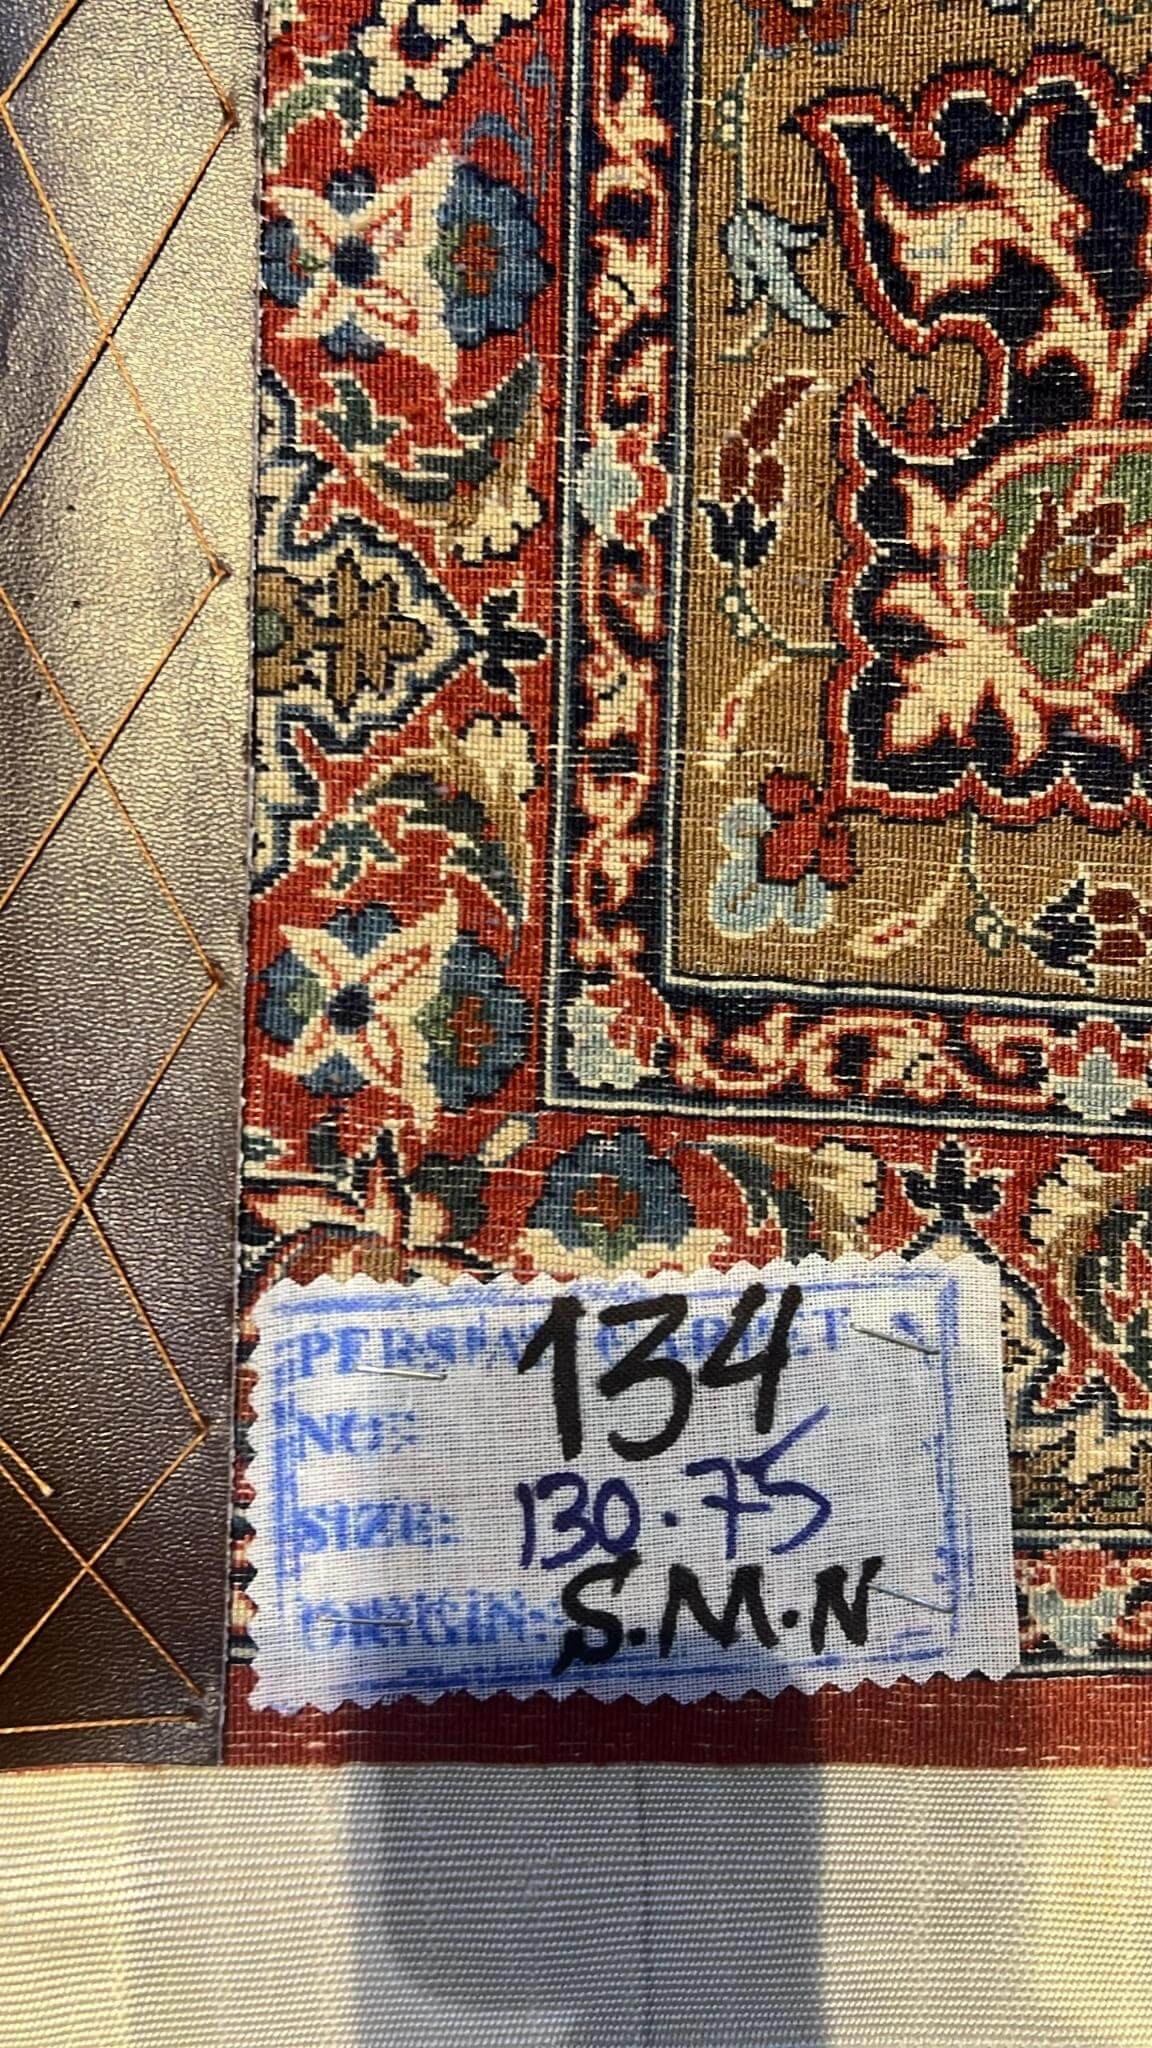 PERSIAN CARPET
NO: 134
SIZE: 130.75
ORIGIN: S.M.N